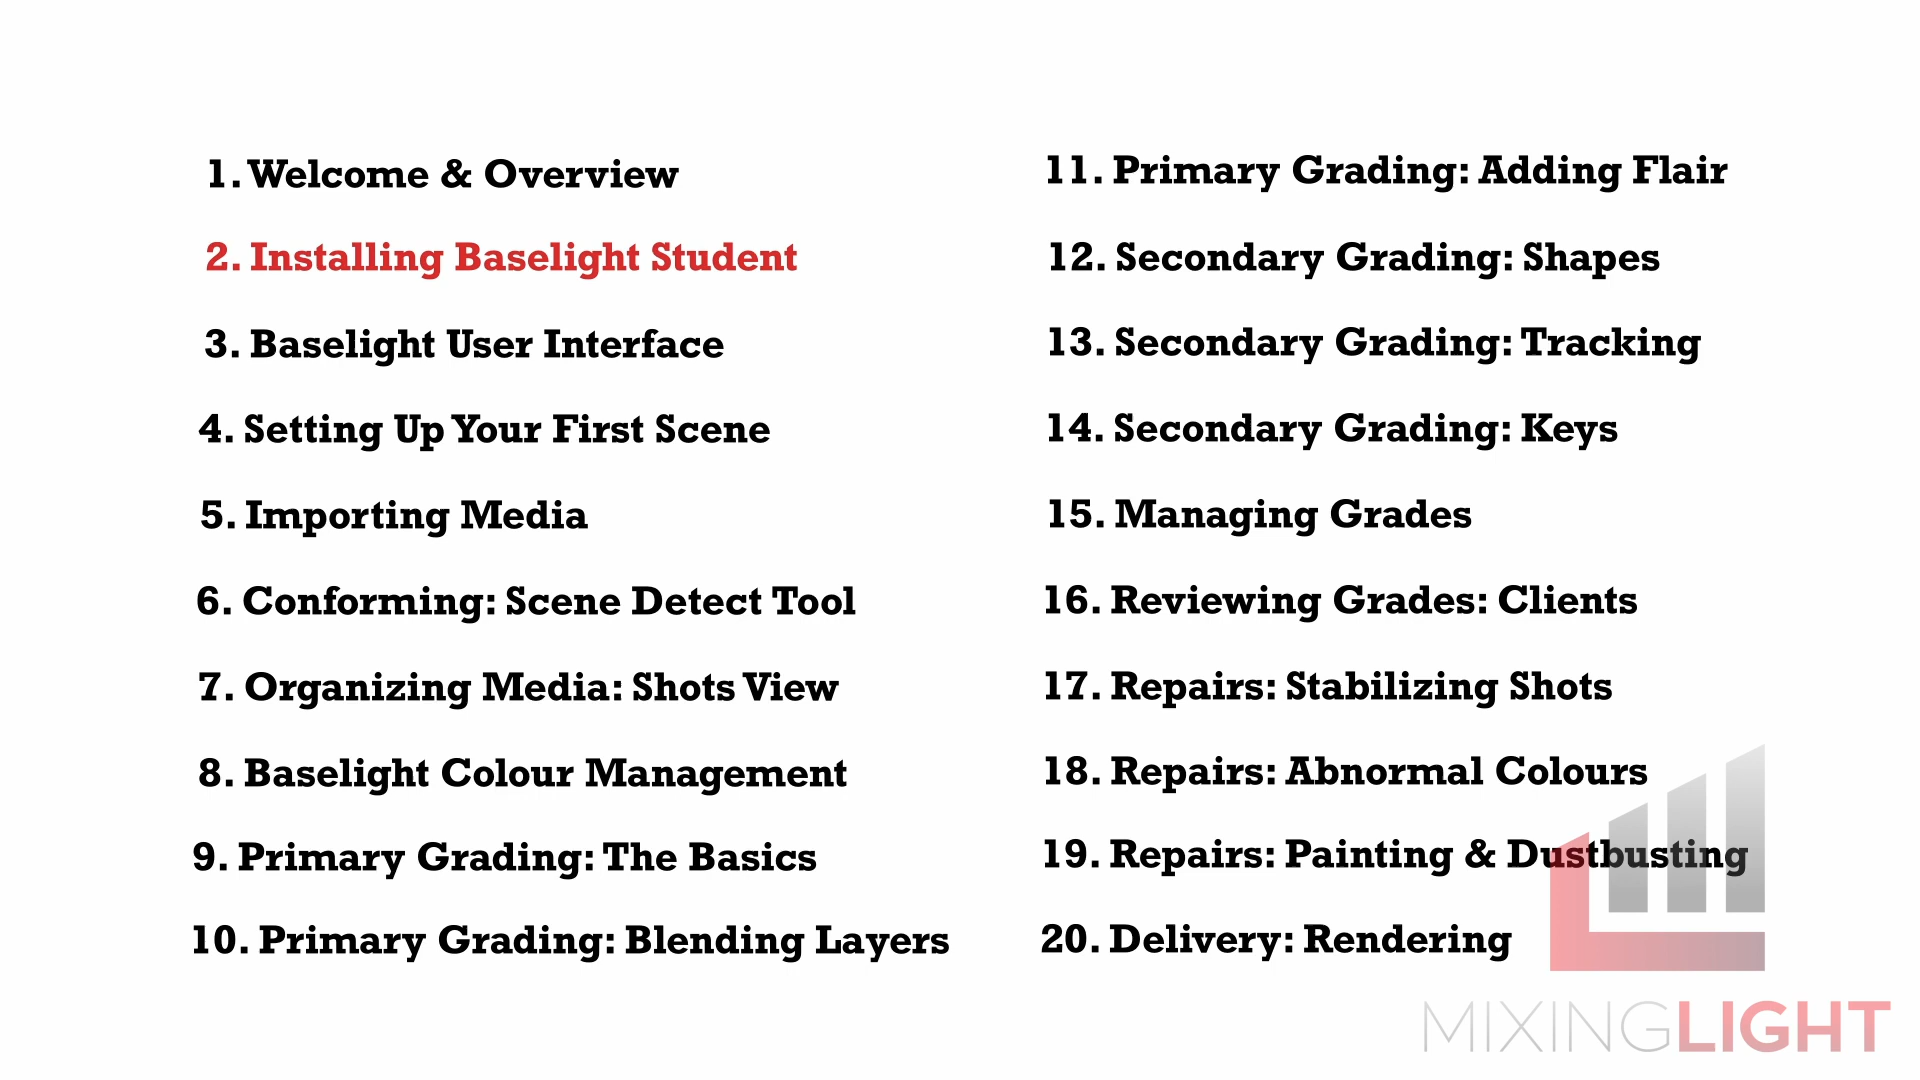 1. Welcome & Overview
2. Installing Baselight Student
3. Baselight User Interface
4. Setting Up Your First Scene
5. Importing Media
6. Conforming: Scene Detect Tool
7. Organizing Media: Shots View
8. Baselight Colour Management
9. Primary Grading: The Basics
10. Primary Grading: Blending Layers
11. Primary Grading: Adding Flair
12. Secondary Grading: Shapes
13. Secondary Grading: Tracking
14. Secondary Grading: Keys
15. Managing Grades
16. Reviewing Grades: Clients
17. Repairs: Stabilizing Shots
18. Repairs: Abnormal Colours
19. Repairs: Painting & Dustbusting
20. Delivery: Rendering
MIXINGLIGHT